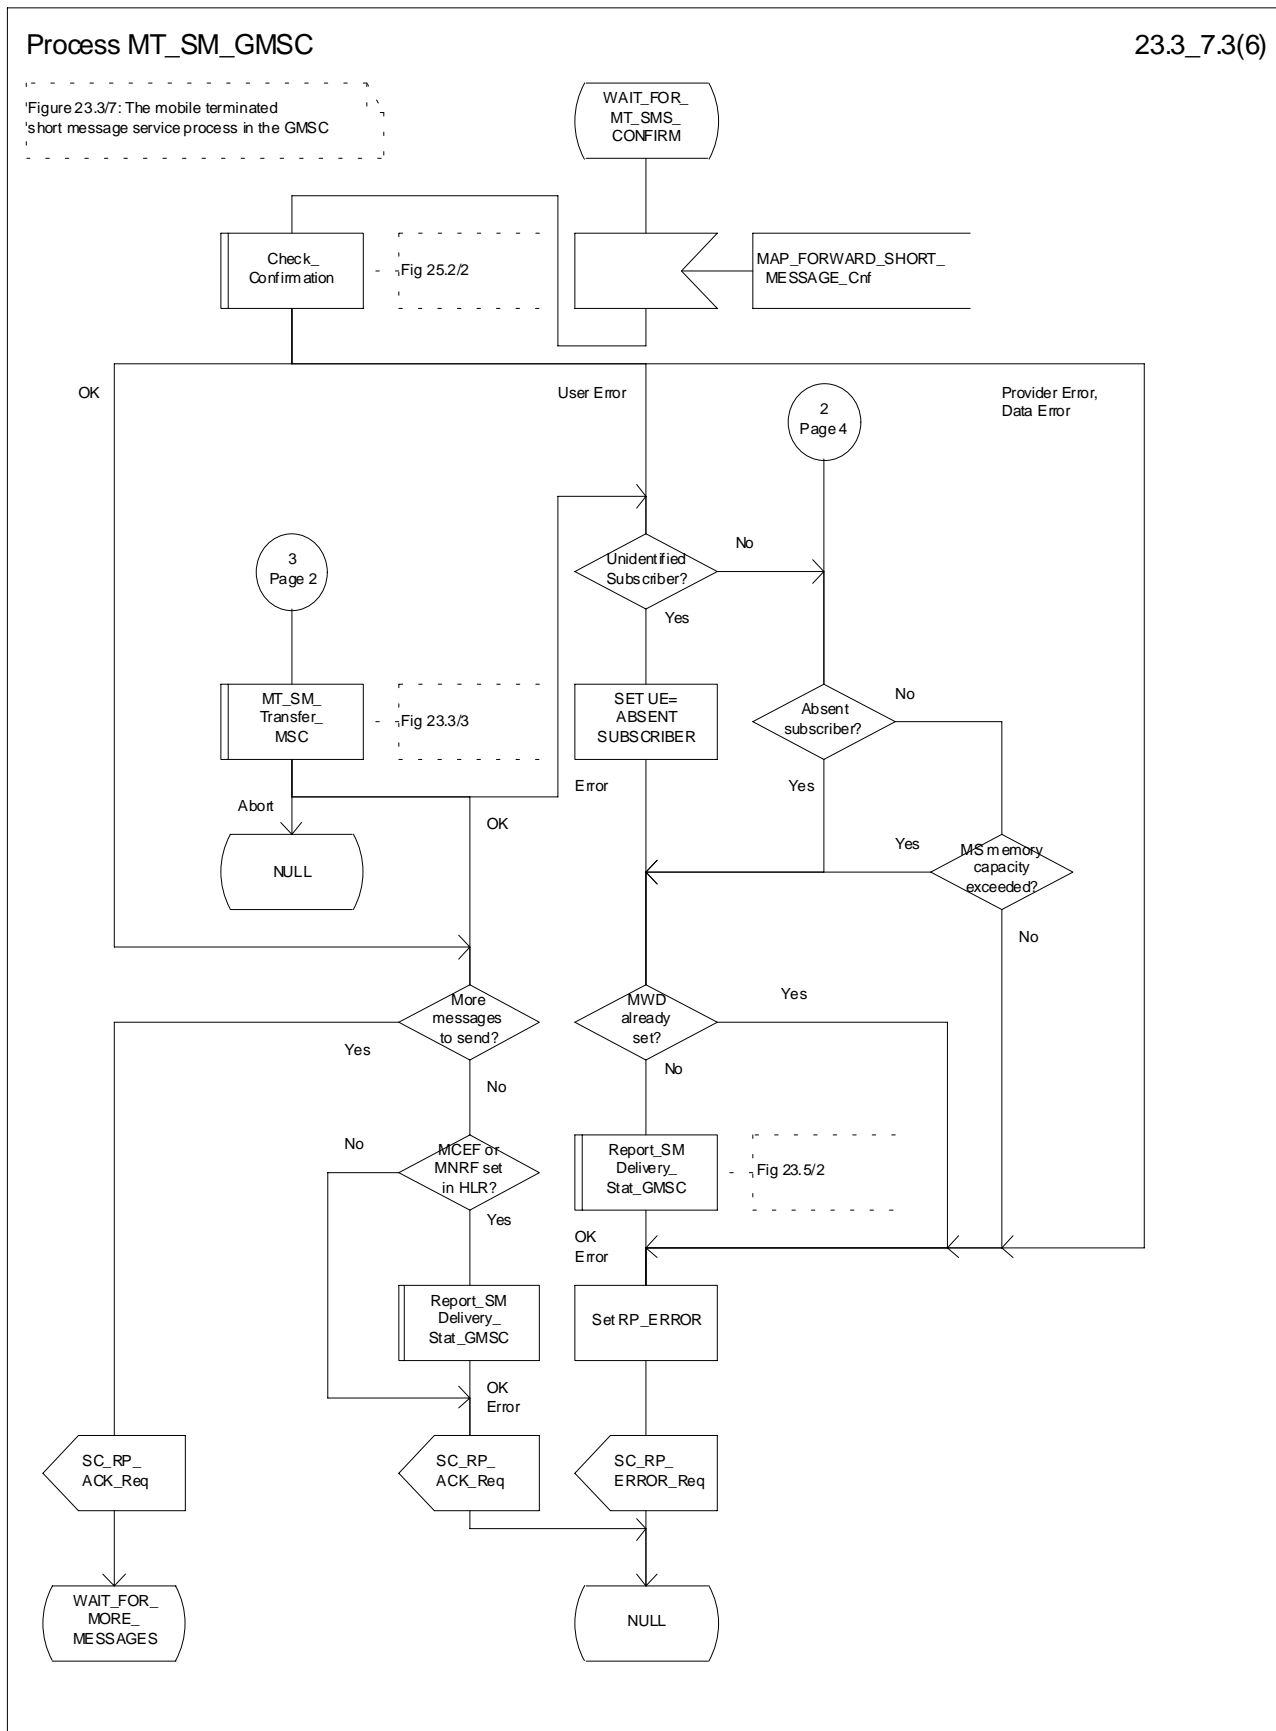 Process MT_SM_GMSC
23.3_7.3(6)
Figure 23.3/7: The mobile terminated
short message service process in the GMSC
WAIT_FOR_
MT_SMS_
CONFIRM
Check_
Confirmation
Fig 25.2/2
MAP_FORWARD_SHORT_
MESSAGE_Cnf
OK
User Error
Provider Error,
Data Error
2
Page 4
3
Page 2
Unidentified
Subscriber?
No
Yes
MT_SM_
Transfer_
MSC
Fig 23.3/3
SET UE=
ABSENT
SUBSCRIBER
Absent
subscriber?
No
Error
Yes
Abort
OK
NULL
Yes
MS memory
capacity
exceeded?
No
More
messages
to send?
Yes
No
MWD
already
set?
Yes
No
No
MCEF or
MNRF set
in HLR?
Yes
Report_SM
Delivery_
Stat_GMSC
Fig 23.5/2
OK
Error
Report_SM
Delivery_
Stat_GMSC
Set RP_ERROR
OK
Error
SC_RP_
ACK_Req
SC_RP_
ACK_Req
SC_RP_
ERROR_Req
WAIT_FOR_
MORE_
MESSAGES
NULL